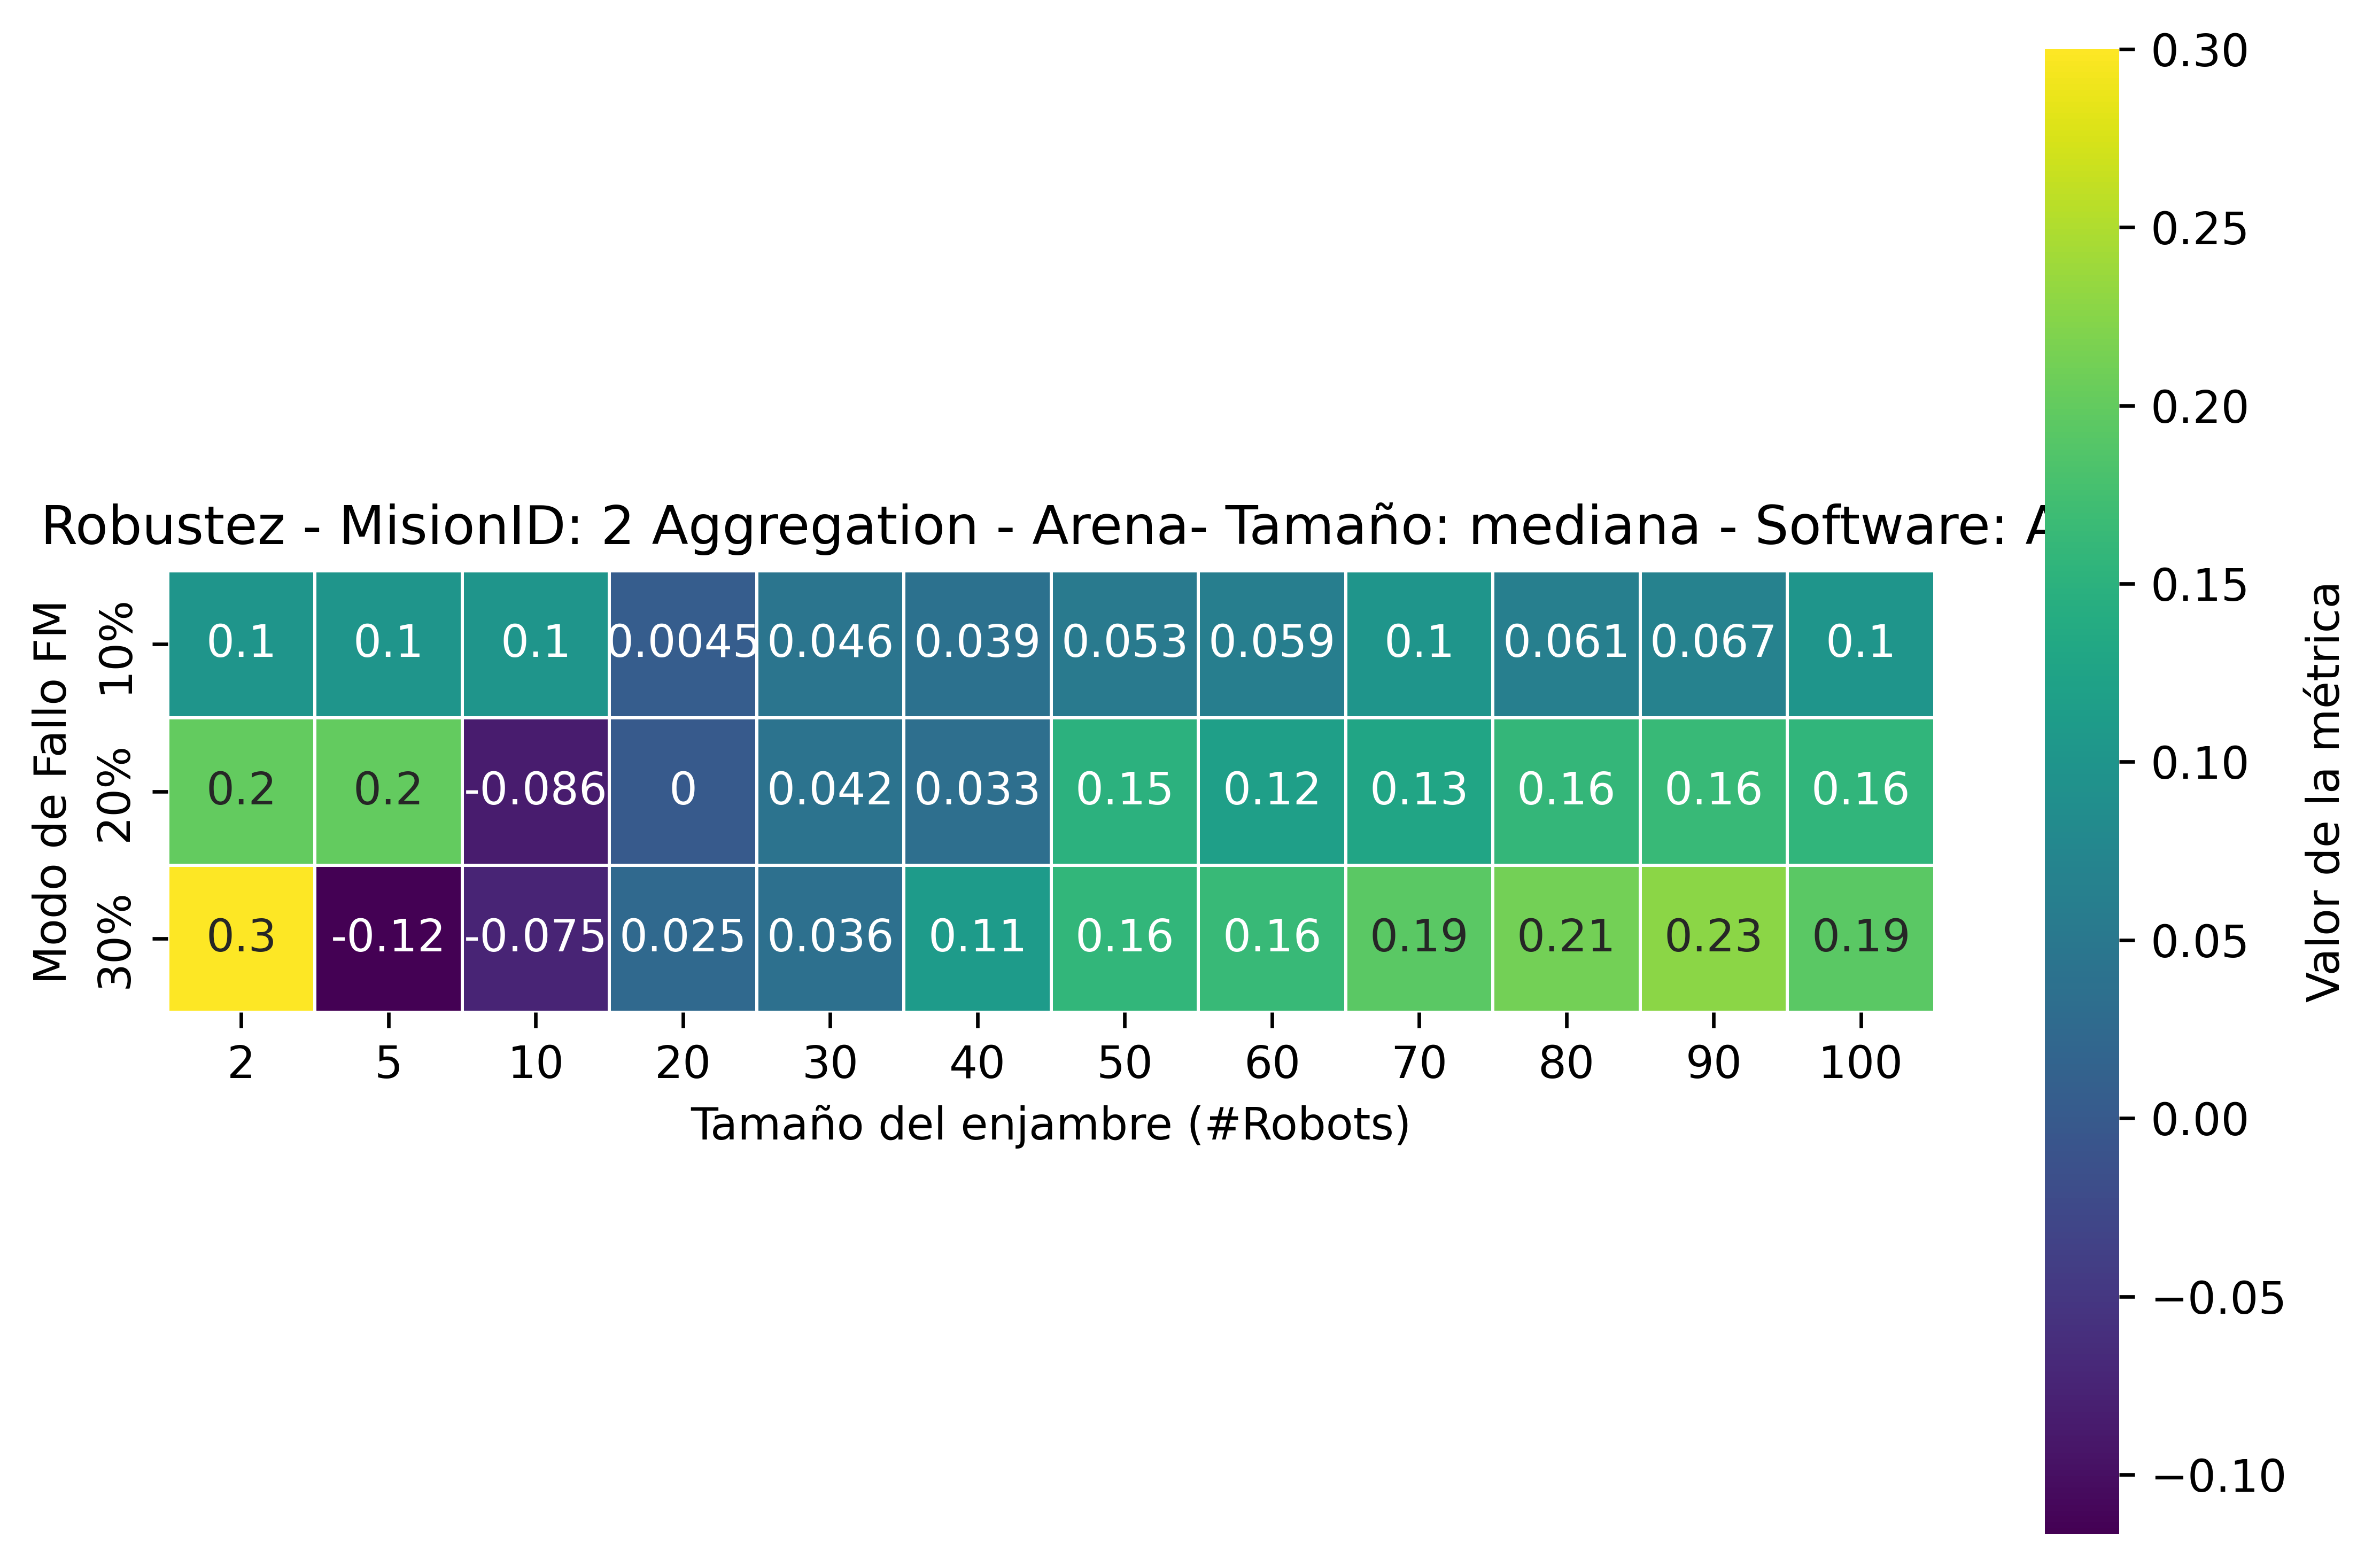 Robustez - MisionID: 2 Aggregation - Arena- Tamaño: mediana - Software: A
Modo de Fallo FM
10% 0.1 0.1 0.1 0.0045 0.046 0.039 0.053 0.059 0.1 0.061 0.067 0.1
20% 0.2 0.2 -0.086 0 0.042 0.033 0.15 0.12 0.13 0.16 0.16 0.16
30% 0.3 -0.12 -0.075 0.025 0.036 0.11 0.16 0.16 0.19 0.21 0.23 0.19
2 5 10 20 30 40 50 60 70 80 90 100
Tamaño del enjambre (#Robots)
0.30
0.25
0.20
0.15
0.10
0.05
0.00
−0.05
−0.10
Valor de la métrica